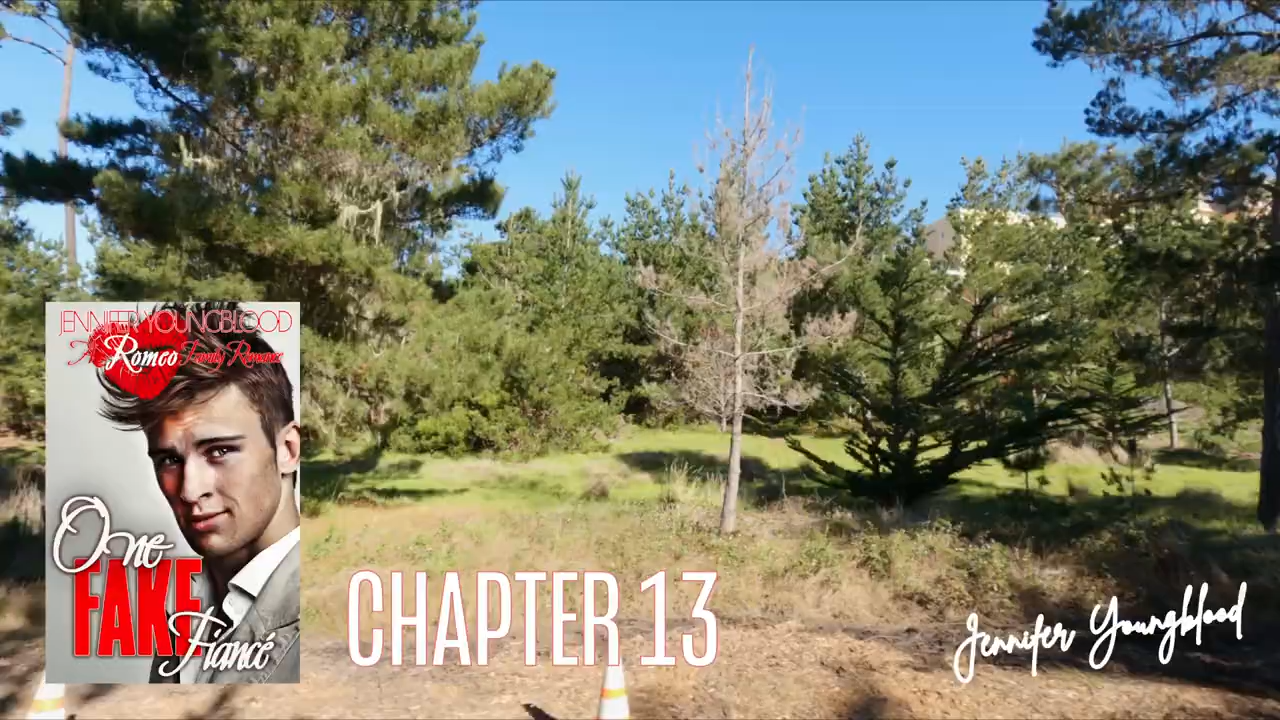 JENNIFER YOUNGBLOOD
A Romeo Family Romance
One
FAKE
Fiancé
CHAPTER 13
Jennifer Youngblood